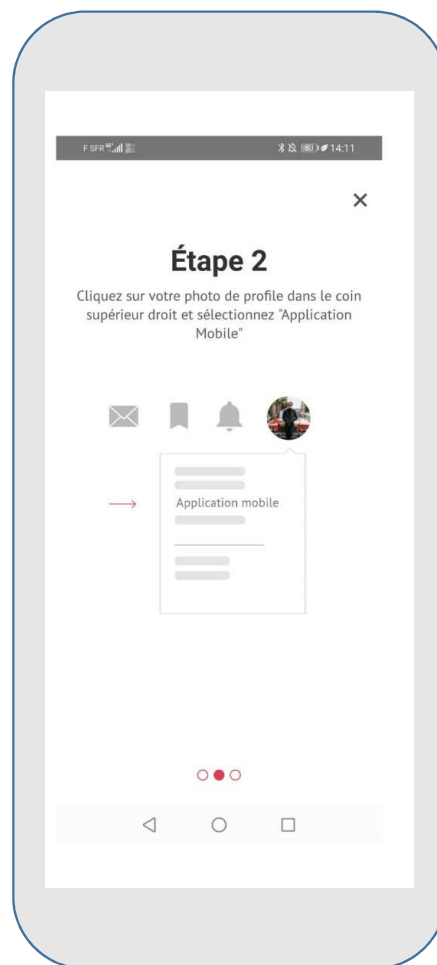 F SFR 14:11
Étape 2
Cliquez sur votre photo de profile dans le coin
supérieur droit et sélectionnez "Application
Mobile"
Application mobile